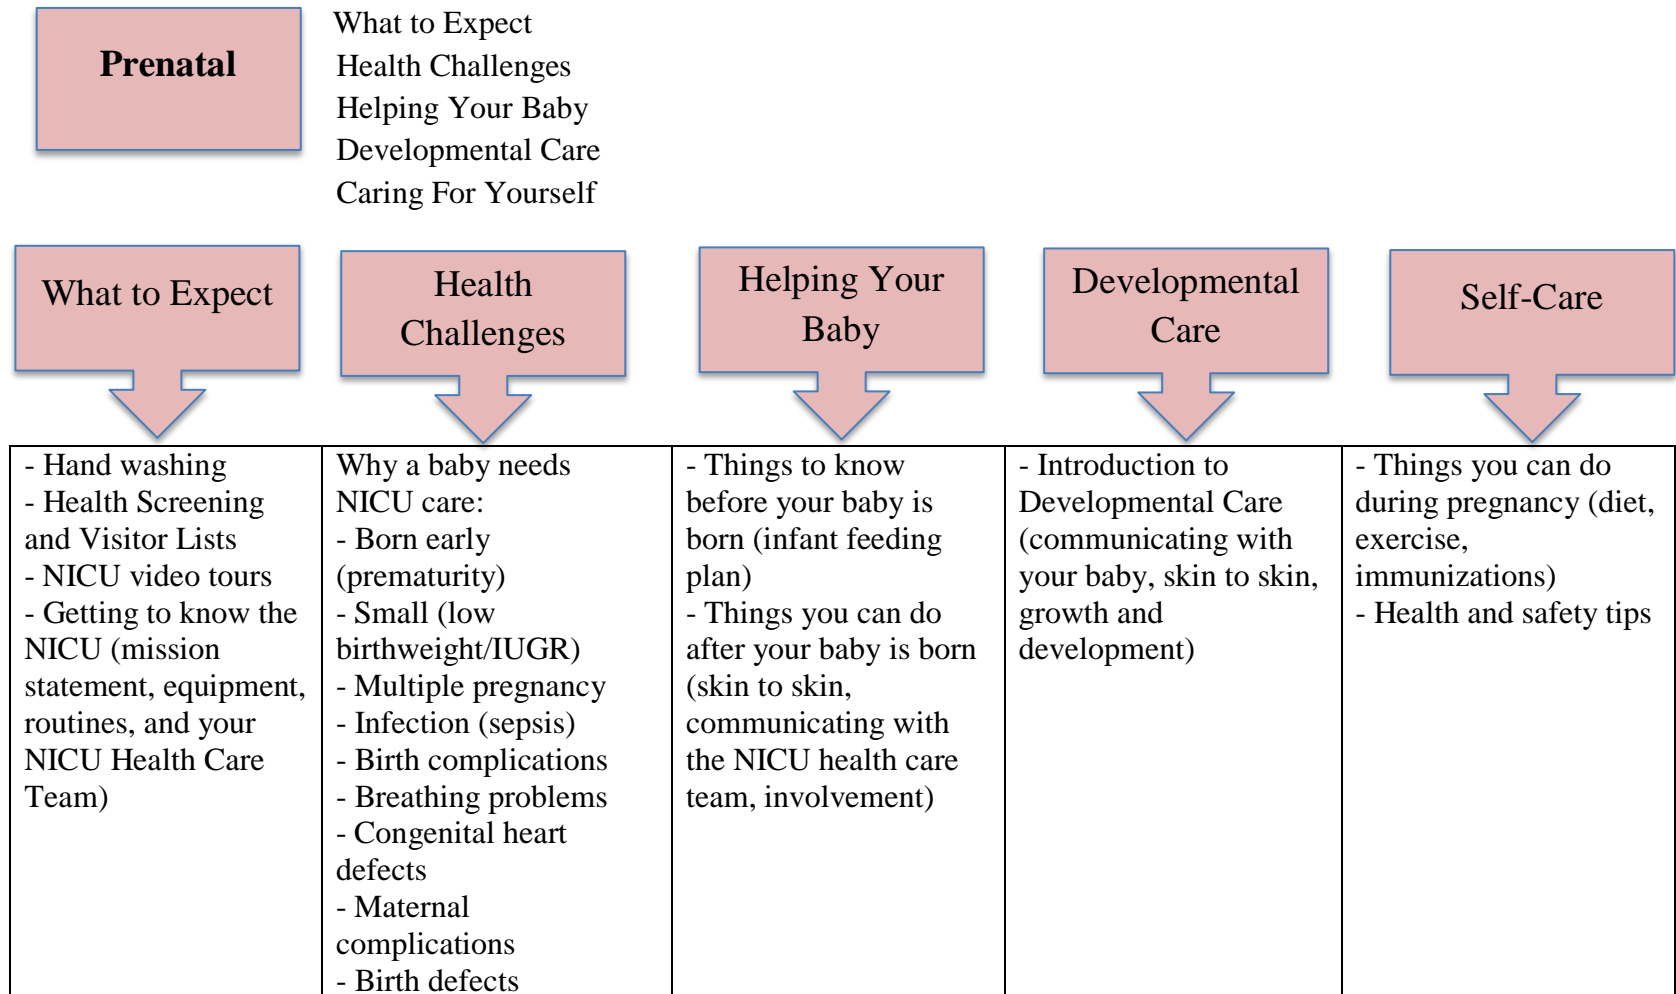 Prenatal
What to Expect
Health Challenges
Helping Your Baby
Developmental Care
Caring For Yourself
What to Expect
Health
Challenges
Helping Your
Baby
Developmental
Care
Self-Care
- Hand washing
- Health Screening
and Visitor Lists
- NICU video tours
- Getting to know the
NICU (mission
statement, equipment,
routines, and your
NICU Health Care
Team)
Why a baby needs
NICU care:
- Born early
(prematurity)
- Small (low
birthweight/IUGR)
- Multiple pregnancy
- Infection (sepsis)
- Birth complications
- Breathing problems
- Congenital heart
defects
- Maternal
complications
- Birth defects
- Things to know
before your baby is
born (infant feeding
plan)
- Things you can do
after your baby is born
(skin to skin,
communicating with
the NICU health care
team, involvement)
- Introduction to
Developmental Care
(communicating with
your baby, skin to skin,
growth and
development)
- Things you can do
during pregnancy (diet,
exercise,
immunizations)
- Health and safety tips